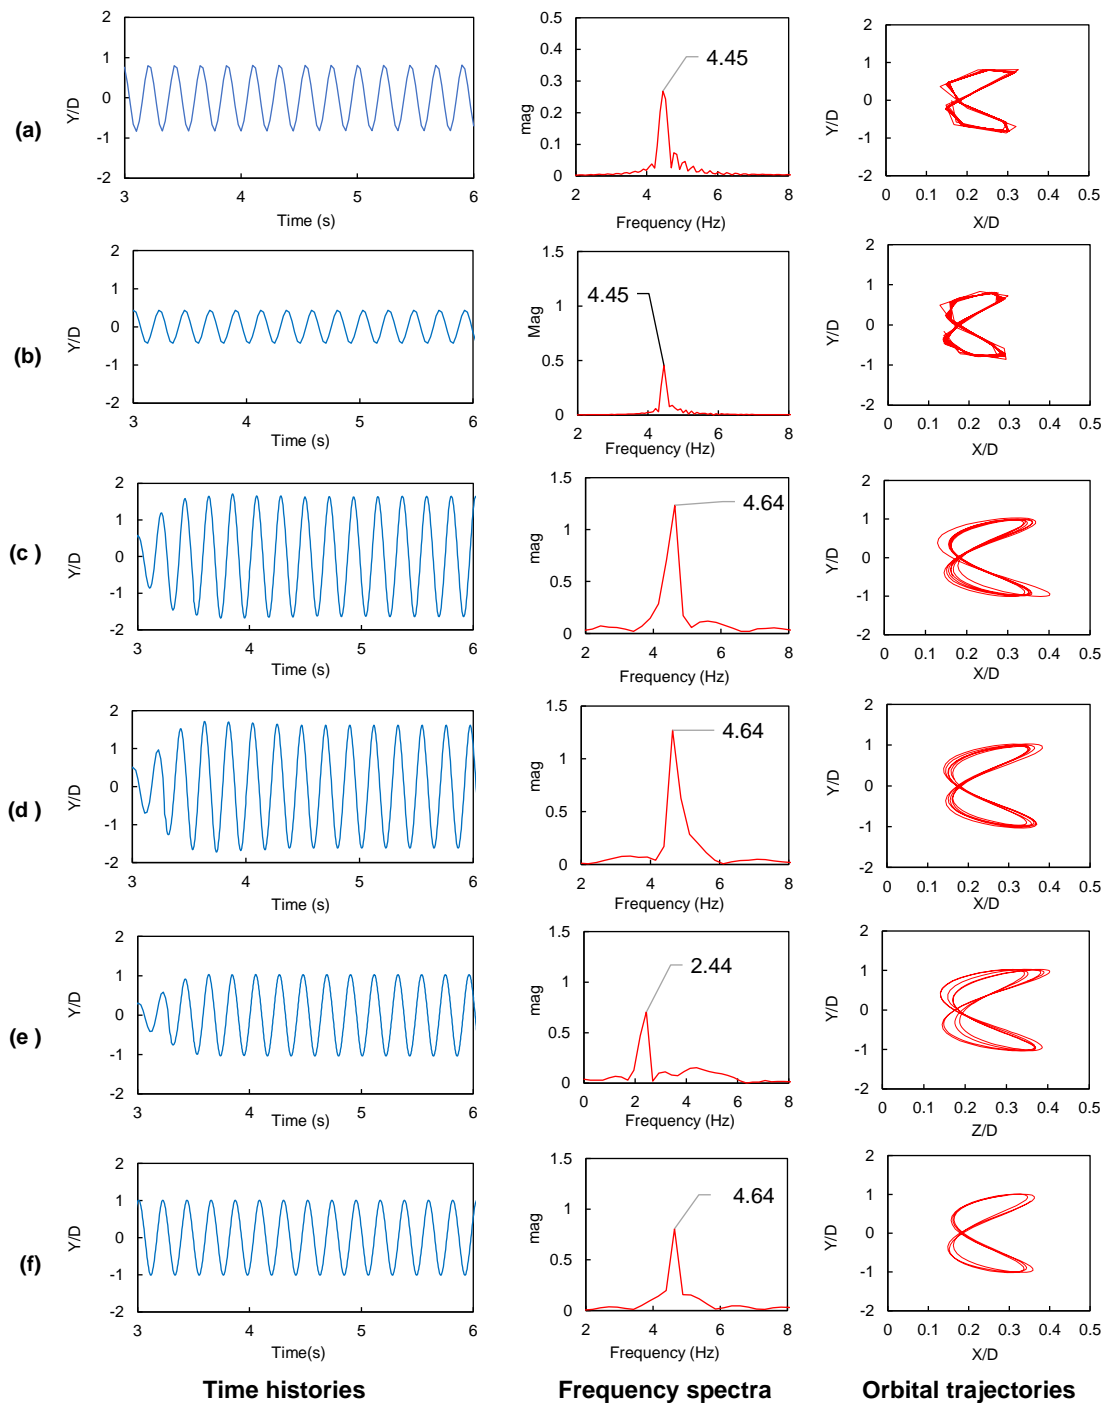 (a)
Y/D
2
1
0
-1
-2
3 4 5 6
Time (s)
mag
0.5
0.4
0.3
0.2
0.1
0
4.45
2 4 6 8
Frequency (Hz)
Y/D
2
1
0
-1
-2
0 0.1 0.2 0.3 0.4 0.5
X/D
(b)
Y/D
2
1
0
-1
-2
3 4 5 6
Time (s)
Mag
1.5
1
0.5
0
4.45
2 4 6 8
Frequency (Hz)
Y/D
2
1
0
-1
-2
0 0.1 0.2 0.3 0.4 0.5
X/D
(c )
Y/D
2
1
0
-1
-2
3 4 5 6
Time (s)
mag
1.5
1
0.5
0
4.64
2 4 6 8
Frequency (Hz)
Y/D
2
1
0
-1
-2
0 0.1 0.2 0.3 0.4 0.5
X/D
(d )
Y/D
2
1
0
-1
-2
3 4 5 6
Time (s)
mag
1.5
1
0.5
0
4.64
2 4 6 8
Frequency (Hz)
Y/D
2
1
0
-1
-2
0 0.1 0.2 0.3 0.4 0.5
X/D
(e )
Y/D
2
1
0
-1
-2
3 4 5 6
Time (s)
mag
1.5
1
0.5
0
2.44
0 2 4 6 8
Frequency (Hz)
Y/D
2
1
0
-1
-2
0 0.1 0.2 0.3 0.4 0.5
Z/D
(f)
Y/D
2
1
0
-1
-2
3 4 5 6
Time(s)
mag
1.5
1
0.5
0
4.64
2 4 6 8
Frequency (Hz)
Y/D
2
1
0
-1
-2
0 0.1 0.2 0.3 0.4 0.5
X/D
Time histories
Frequency spectra
Orbital trajectories